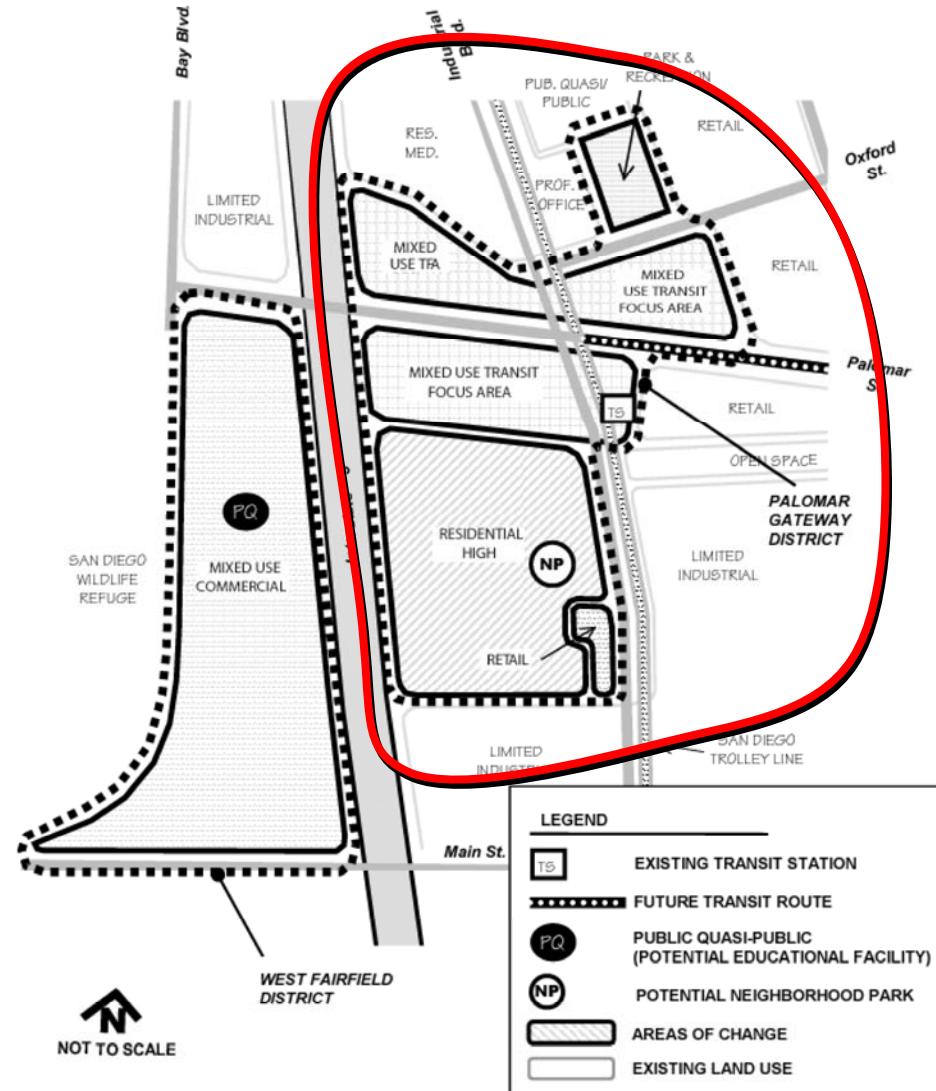 Bay Blvd.
Industrial
Blvd.
PARK &
RECREATION
PUB. QUASI/
PUBLIC
RETAIL
RES.
MED.
Oxford
St.
LIMITED
INDUSTRIAL
PROF.
OFFICE
MIXED
USE TFA
RETAIL
MIXED
USE TRANSIT
FOCUS AREA
Palomar
St.
MIXED USE TRANSIT
FOCUS AREA
TS
RETAIL
OPEN SPACE
PALOMAR
GATEWAY
DISTRICT
PQ
RESIDENTIAL
HIGH
NP
SAN DIEGO
WILDLIFE
REFUGE
MIXED USE
COMMERCIAL
LIMITED
INDUSTRIAL
RETAIL
LIMITED
INDUSTRIAL
SAN DIEGO
TROLLEY LINE
Main St.
WEST FAIRFIELD
DISTRICT
N
NOT TO SCALE
LEGEND
TS EXISTING TRANSIT STATION
FUTURE TRANSIT ROUTE
PQ PUBLIC QUASI-PUBLIC
(POTENTIAL EDUCATIONAL FACILITY)
NP POTENTIAL NEIGHBORHOOD PARK
AREAS OF CHANGE
EXISTING LAND USE